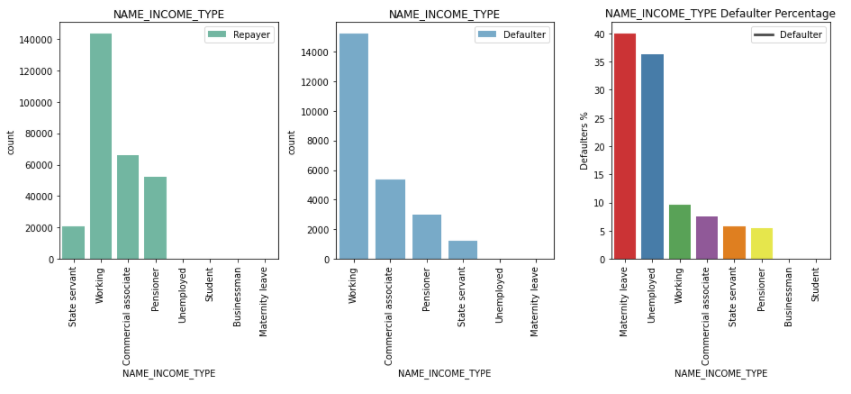 NAME_INCOME_TYPE
Repayer
count
140000
120000
100000
80000
60000
40000
20000
0
State servant
Working
Commercial associate
Pensioner
Unemployed
Student
Businessman
Maternity leave
NAME_INCOME_TYPE
NAME_INCOME_TYPE
Defaulter
count
14000
12000
10000
8000
6000
4000
2000
0
Working
Commercial associate
Pensioner
State servant
Unemployed
Maternity leave
NAME_INCOME_TYPE
NAME_INCOME_TYPE Defaulter Percentage
Defaulter
Defaulters %
40
35
30
25
20
15
10
5
0
Maternity leave
Unemployed
Working
Commercial associate
State servant
Pensioner
Businessman
Student
NAME_INCOME_TYPE